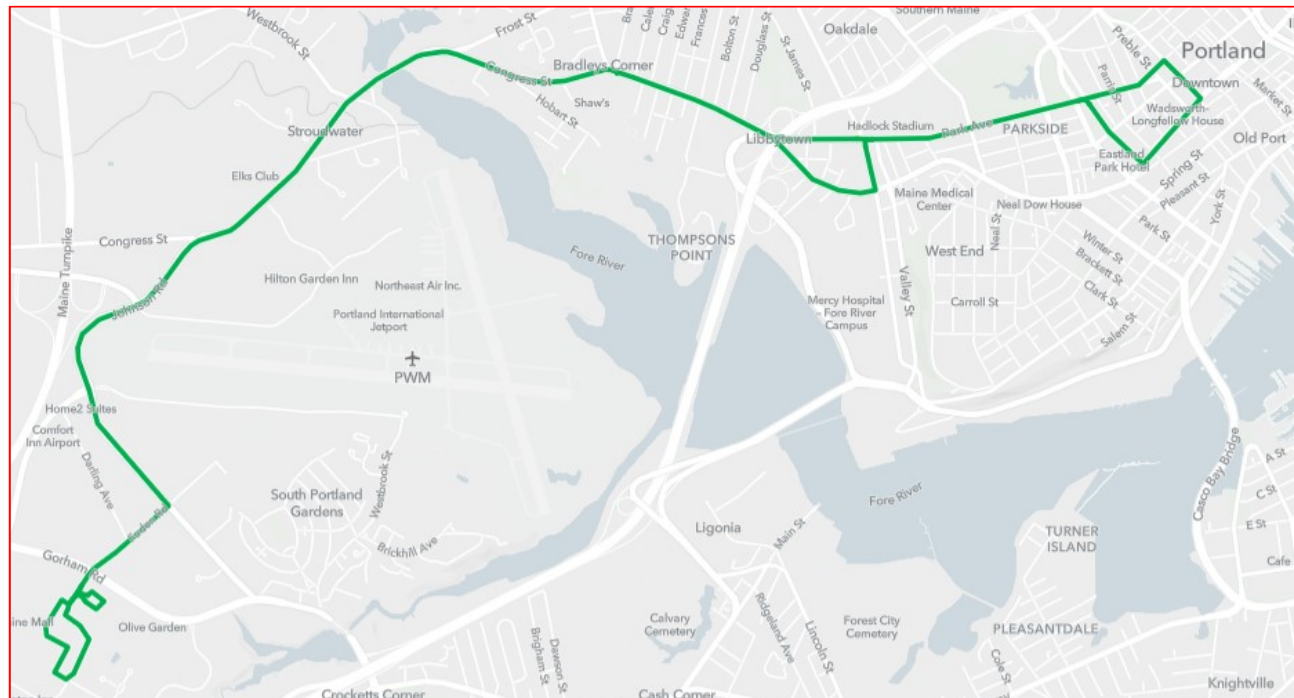 Westbrook St
Frost St
Oakdale
Southern Maine
Preble St
Portland
Congress St
Bradleys Corner
Shaw's
Hobart St
Bolton St
Douglass St
St James St
Frances
Edward
Craig
Cale
Bra
Parris St
Downtown
Market St
Wadsworth-
Longfellow House
Old Port
Stroudwater
Elks Club
Libbytown
Hadlock Stadium
Park Ave
PARKSIDE
Eastland
Park Hotel
Spring St
Pleasant St
York St
Maine Medical
Center
Neal Dow House
Neal St
Park St
West End
Winter St
Brackett St
Clark St
Salem St
Carroll St
Valley St
Congress St
Maine Turnpike
Johnson Rd
Hilton Garden Inn
Northeast Air Inc.
Portland International
Jetport
PWM
Fore River
THOMPSONS
POINT
Mercy Hospital
- Fore River
Campus
Home2 Suites
Comfort
Inn Airport
Darling Ave
South Portland
Gardens
Westbrook St
Brickhill Ave
Gorham Rd
ine Mall
Olive Garden
Fore River
Ligonia
Main St
TURNER
ISLAND
Casco Bay Bridge
A St
C St
E St
Cafe
Calvary
Cemetery
Ridgeland Ave
Lincoln St
Forest City
Cemetery
PLEASANTDALE
Cole St
Dawson St
Brigham St
Crocketts Corner
Cash Corner
Knightville